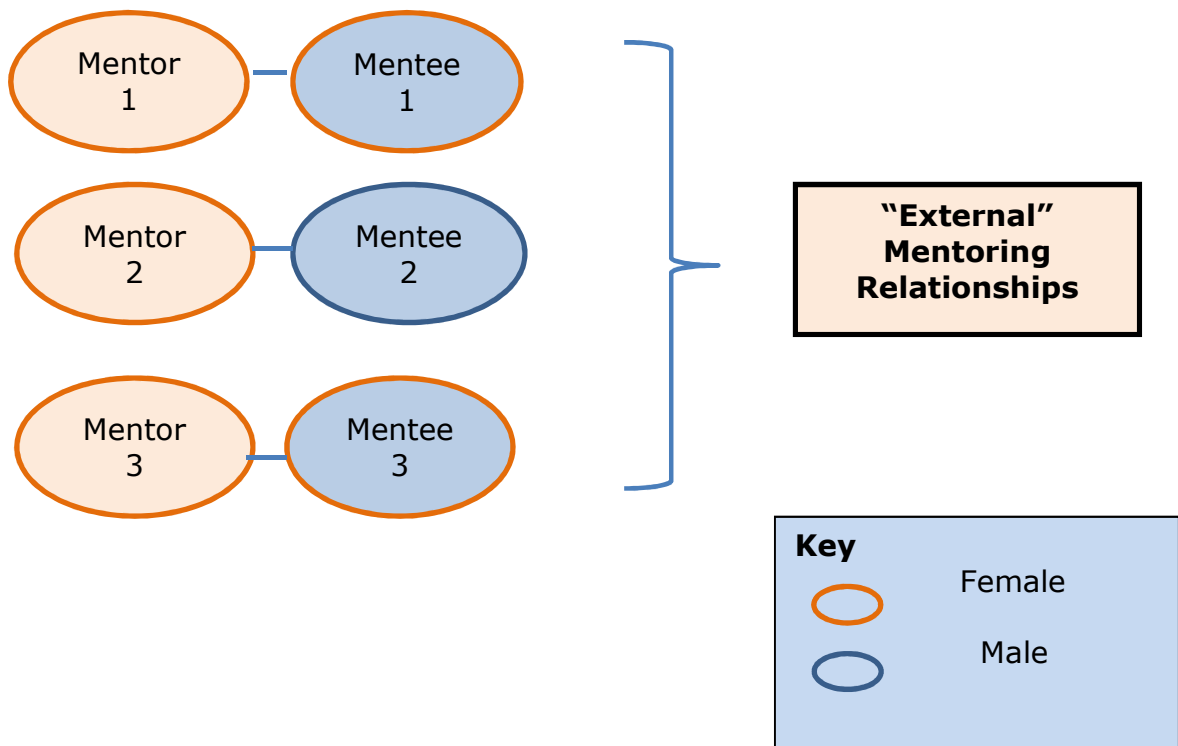 Mentor
1
Mentee
1
Mentor
2
Mentee
2
Mentor
3
Mentee
3
“External”
Mentoring
Relationships
Key
Female
Male